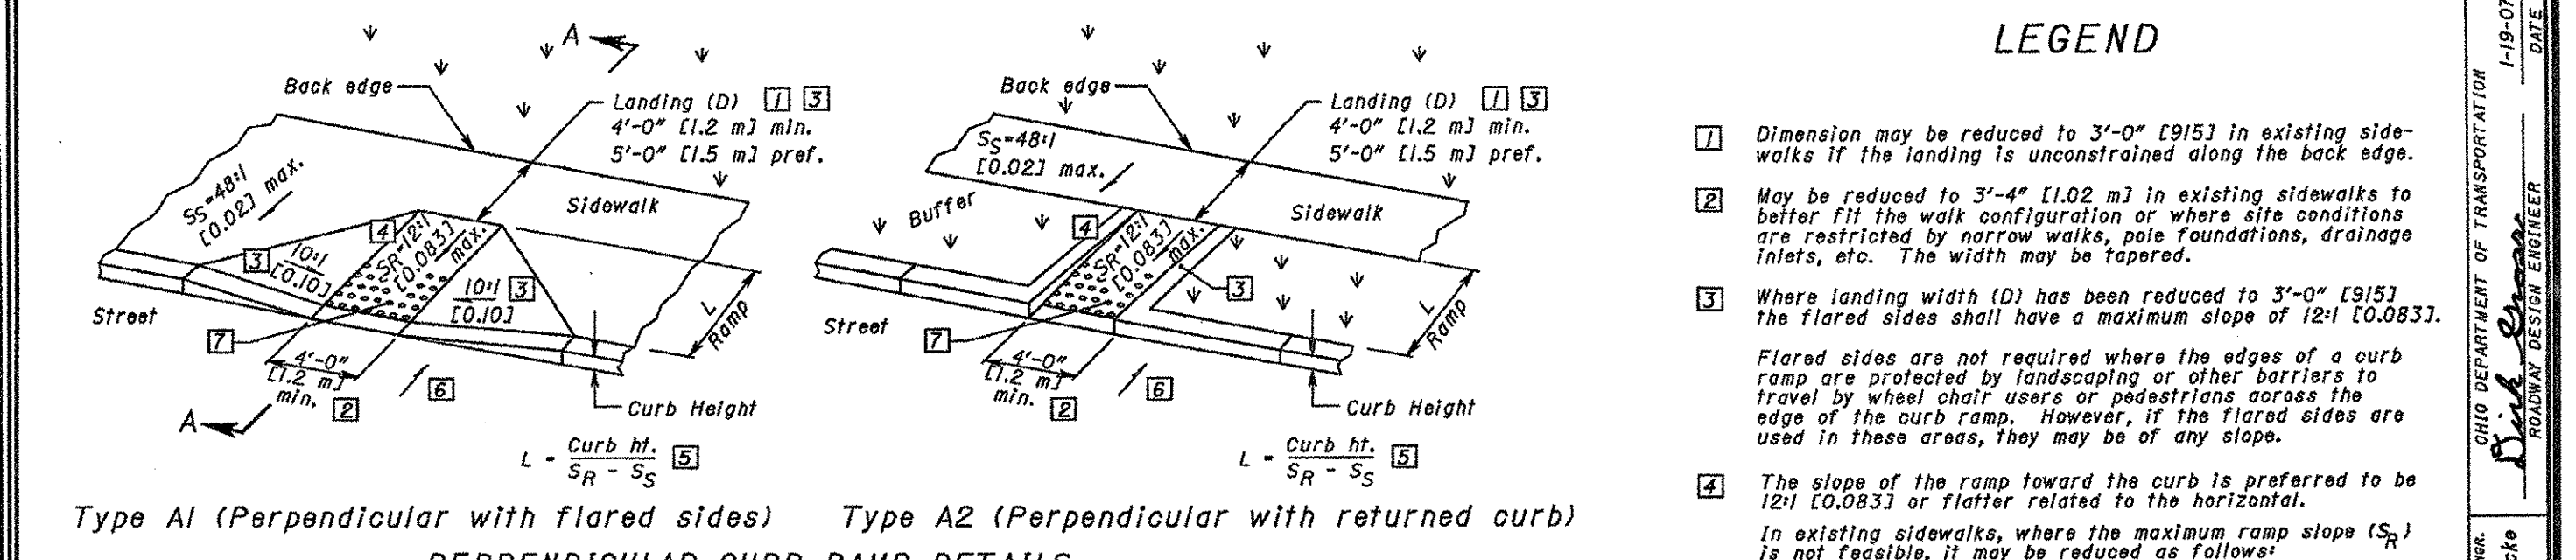 A
Back edge
Landing (D) 1 3
4'-0" [1.2 m] min.
5'-0" [1.5 m] pref.
SS=48:1
[0.02] max.
Sidewalk
4
SR=12:1
[0.083]
max.
3
10:1
[0.10]
10:1
[0.10]
3
Street
7
L
Ramp
4'-0"
[1.2 m]
min. 2
6
A
Curb Height
L = Curb ht.
SR - SS
5
Type A1 (Perpendicular with flared sides)
Back edge
Landing (D) 1 3
4'-0" [1.2 m] min.
5'-0" [1.5 m] pref.
SS=48:1
[0.02] max.
Buffer
Sidewalk
4
SR=12:1
[0.083]
max.
3
Street
7
L
Ramp
4'-0"
[1.2 m]
min. 2
6
Curb Height
L = Curb ht.
SR - SS
5
Type A2 (Perpendicular with returned curb)
PERPENDICULAR CURB RAMP DETAILS
LEGEND
1 Dimension may be reduced to 3'-0" [915] in existing side-
walks if the landing is unconstrained along the back edge.
2 May be reduced to 3'-4" [1.02 m] in existing sidewalks to
better fit the walk configuration or where site conditions
are restricted by narrow walks, pole foundations, drainage
inlets, etc. The width may be tapered.
3 Where landing width (D) has been reduced to 3'-0" [915]
the flared sides shall have a maximum slope of 12:1 [0.083].
Flared sides are not required where the edges of a curb
ramp are protected by landscaping or other barriers to
travel by wheel chair users or pedestrians across the
edge of the curb ramp. However, if the flared sides are
used in these areas, they may be of any slope.
4 The slope of the ramp toward the curb is preferred to be
12:1 [0.083] or flatter related to the horizontal.
In existing sidewalks, where the maximum ramp slope (SR)
is not feasible, it may be reduced as follows:
OHIO DEPARTMENT OF TRANSPORTATION
1-19-07
DATE
ROADWAY DESIGN ENGINEER